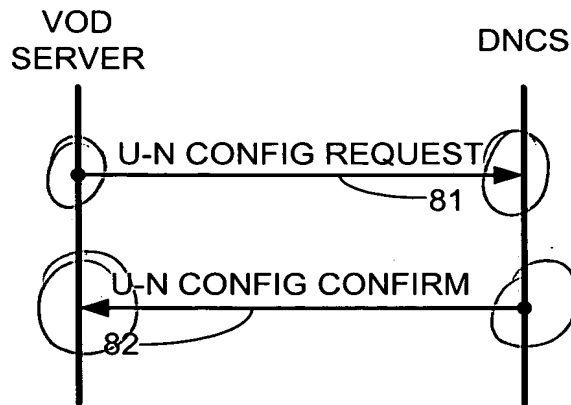 VOD
SERVER
DNCS
U-N CONFIG REQUEST
81
U-N CONFIG CONFIRM
82